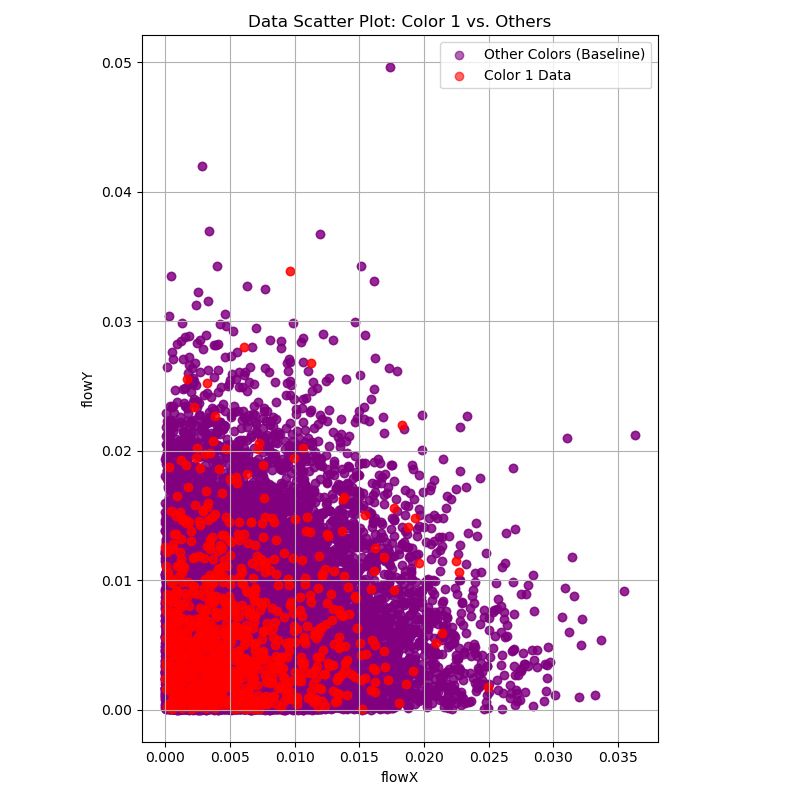 Data Scatter Plot: Color 1 vs. Others
Other Colors (Baseline)
Color 1 Data
0.05
0.04
0.03
0.02
0.01
0.00
flowY
0.000 0.005 0.010 0.015 0.020 0.025 0.030 0.035
flowX